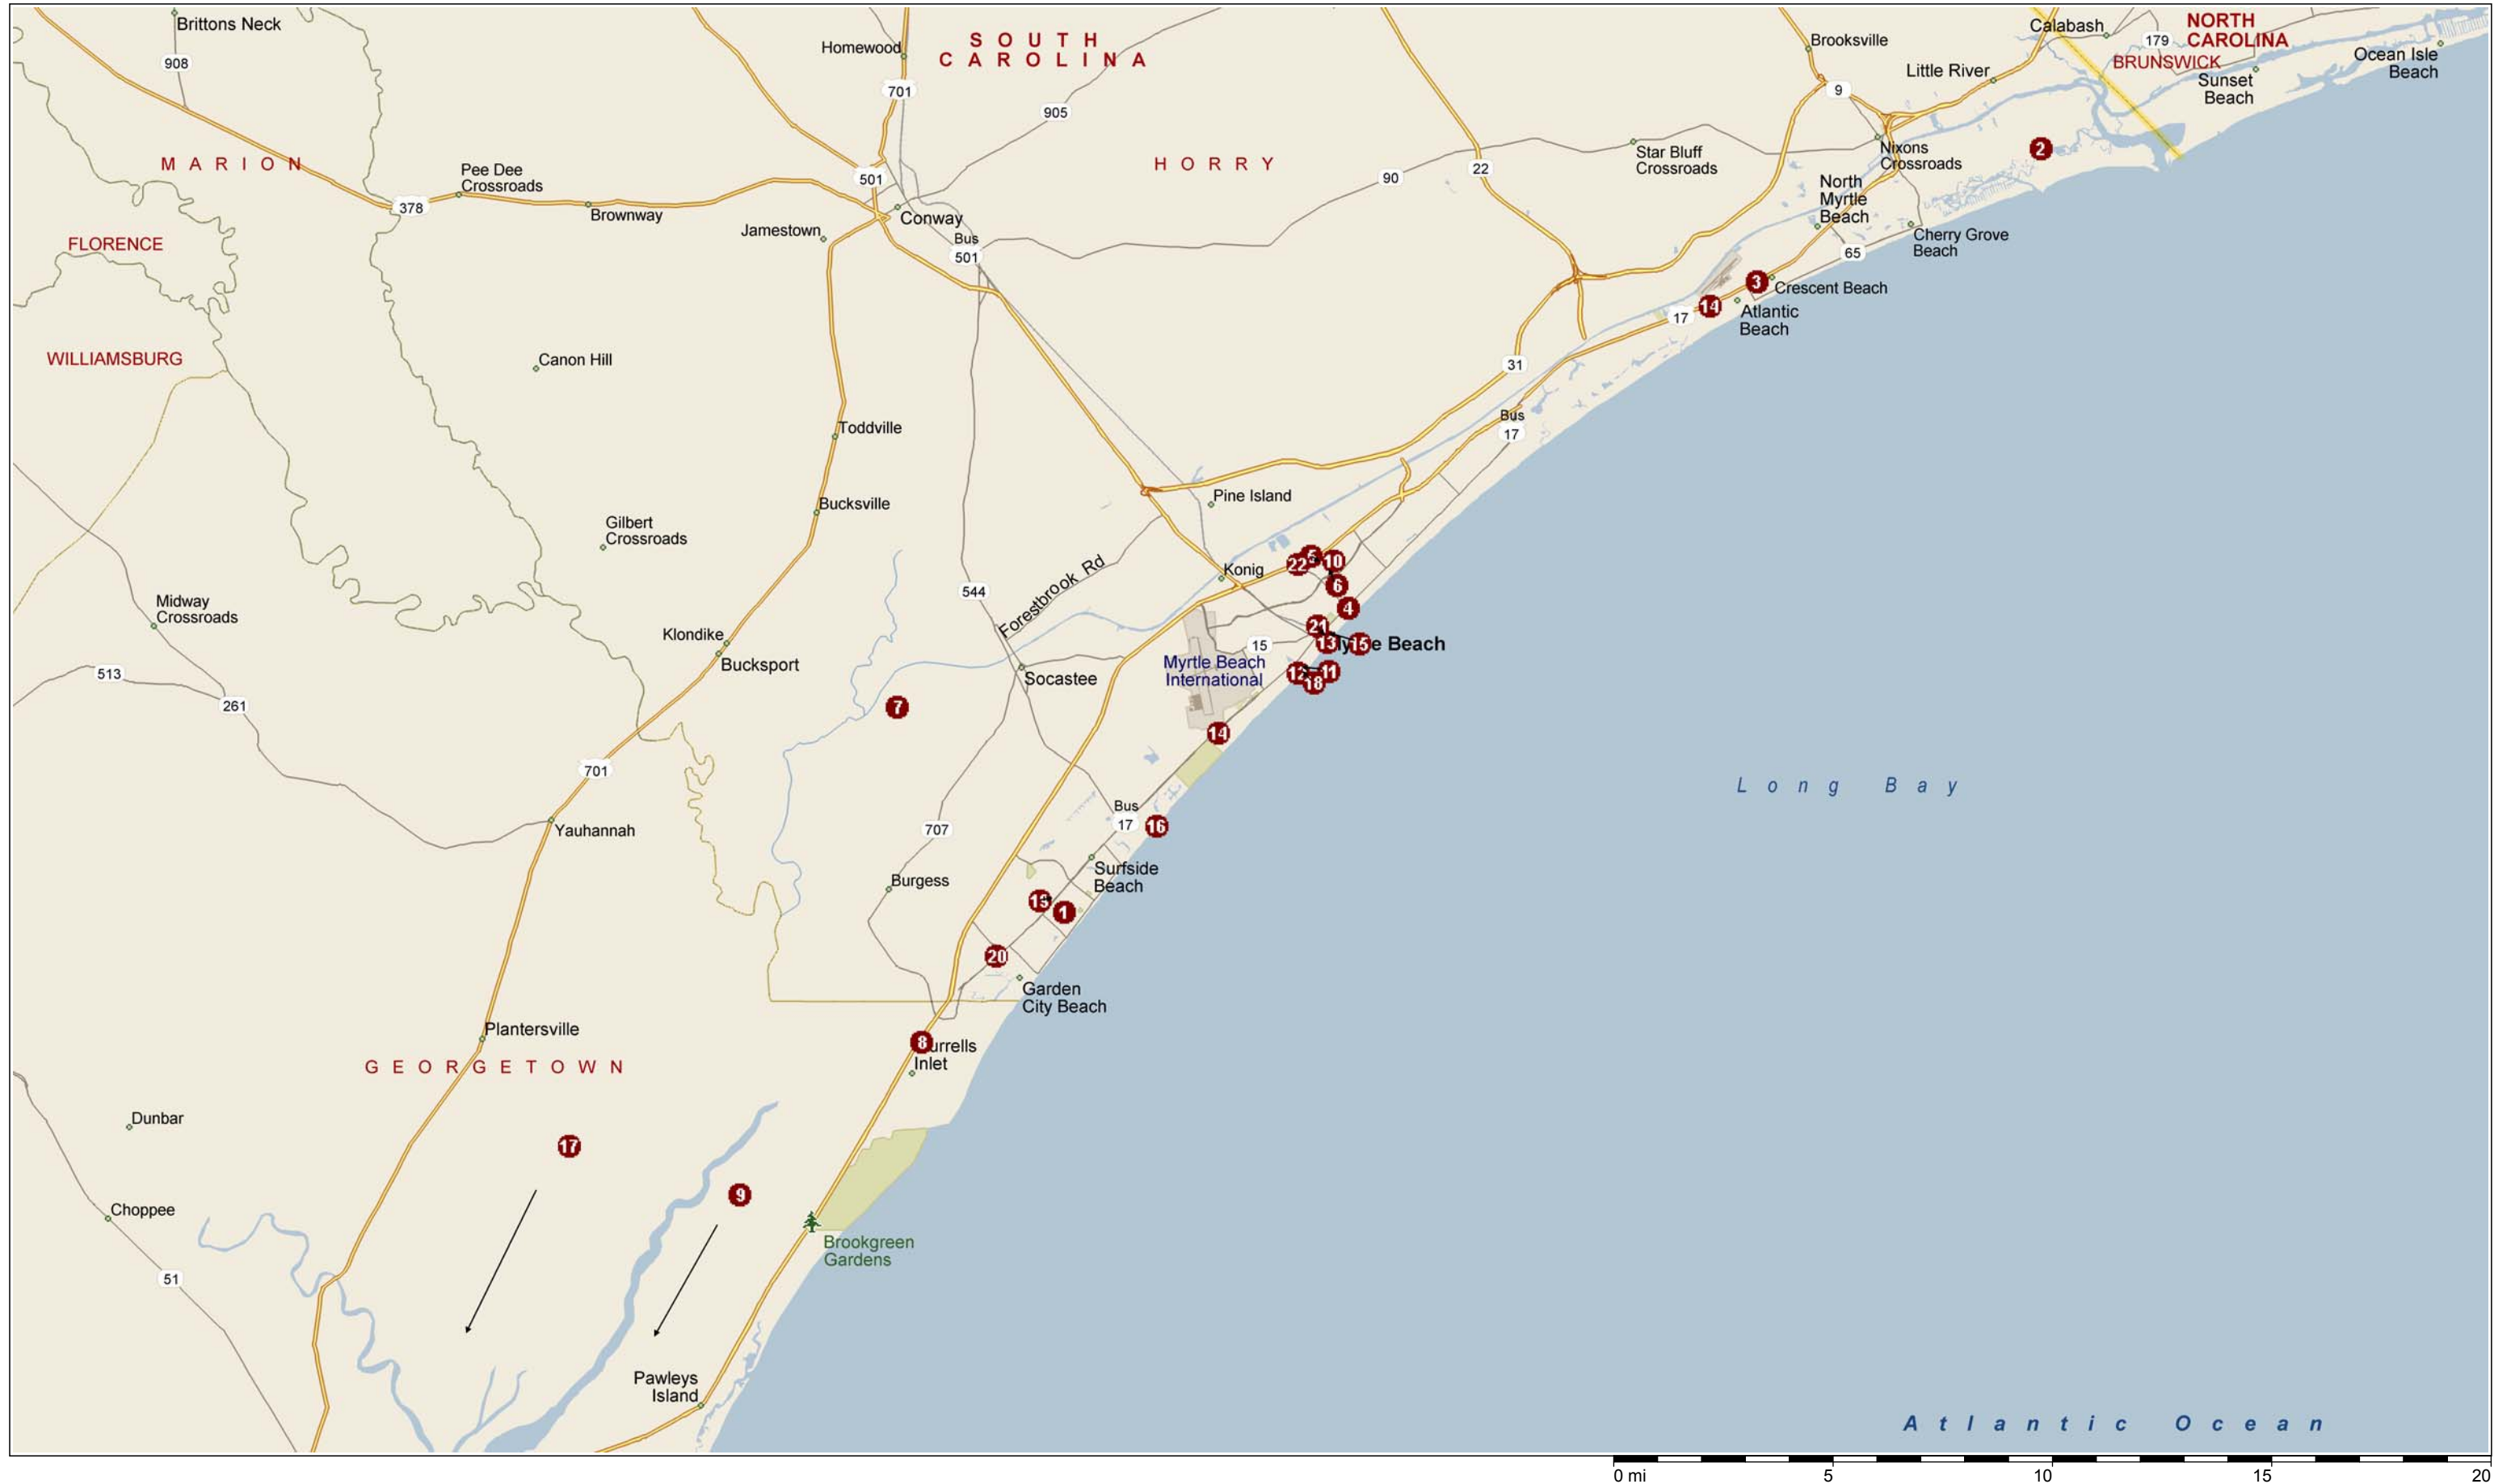 Brittons Neck
908
Homewood
SOUTH
CAROLINA
701
905
Brooksville
Calabash
179
NORTH
CAROLINA
BRUNSWICK
Ocean Isle
Beach
Little River
Sunset
Beach
9
MARION
Pee Dee
Crossroads
378
Brownway
501
HORRY
90
22
Star Bluff
Crossroads
Nixons
Crossroads
2
North
Myrtle
Beach
Jamestown
Conway
Bus
501
65
Cherry Grove
Beach
FLORENCE
3
Crescent Beach
14
17
Atlantic
Beach
WILLIAMSBURG
Canon Hill
31
Bus
17
Toddville
Bucksville
Pine Island
Gilbert
Crossroads
Konig
5
22
10
6
4
544
Forestbrook Rd
Midway
Crossroads
Klondike
Bucksport
21
13
15
e Beach
15
Myrtle Beach
International
12
11
18
513
261
Socastee
7
14
701
Long Bay
Yauhannah
707
Bus
17
16
Surfside
Beach
Burgess
1
20
Garden
City Beach
Plantersville
8
urrells
Inlet
GEORGETOWN
Dunbar
17
9
Choppee
Brookgreen
Gardens
51
Pawleys
Island
Atlantic Ocean
0 mi
5
10
15
20